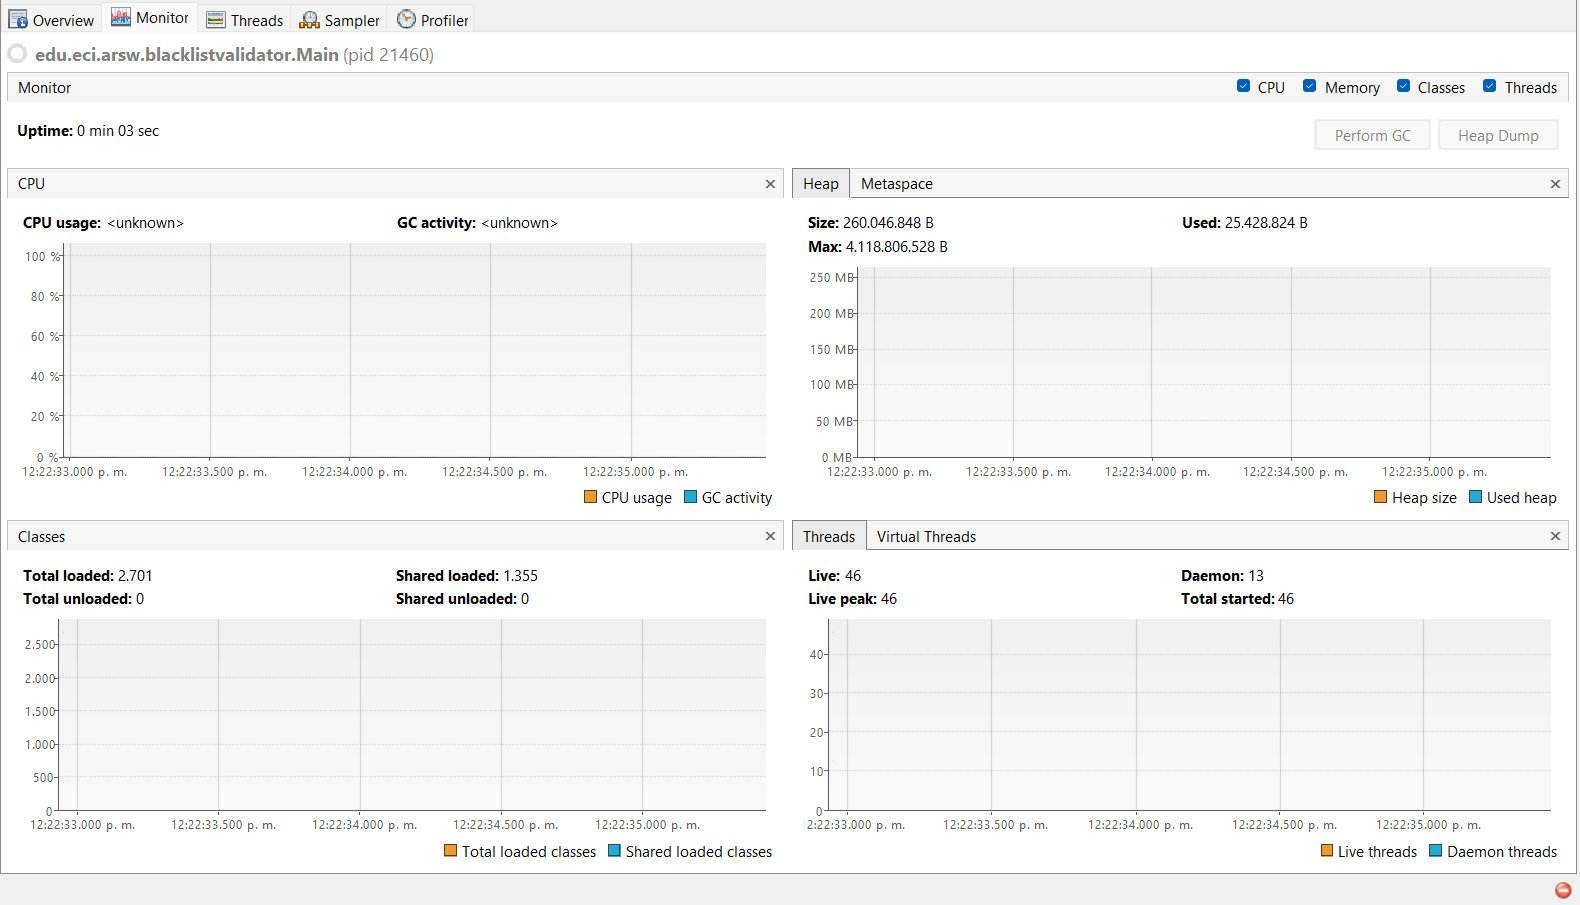 Overview Monitor Threads Sampler Profiler
edu.eci.arsw.blacklistvalidator.Main (pid 21460)
Monitor CPU Memory Classes Threads
Uptime: 0 min 03 sec
Perform GC Heap Dump
CPU
CPU usage: <unknown> GC activity: <unknown>
100 %
80 %
60 %
40 %
20 %
0 %
12:22:33.000 p. m. 12:22:33.500 p. m. 12:22:34.000 p. m. 12:22:34.500 p. m. 12:22:35.000 p. m.
CPU usage GC activity
Heap Metaspace
Size: 260.046.848 B Used: 25.428.824 B
Max: 4.118.806.528 B
250 MB
200 MB
150 MB
100 MB
50 MB
0 MB
12:22:33.000 p. m. 12:22:33.500 p. m. 12:22:34.000 p. m. 12:22:34.500 p. m. 12:22:35.000 p. m.
Heap size Used heap
Classes
Total loaded: 2.701 Shared loaded: 1.355
Total unloaded: 0 Shared unloaded: 0
2.500
2.000
1.500
1.000
500
0
12:22:33.000 p. m. 12:22:33.500 p. m. 12:22:34.000 p. m. 12:22:34.500 p. m. 12:22:35.000 p. m.
Total loaded classes Shared loaded classes
Threads Virtual Threads
Live: 46 Daemon: 13
Live peak: 46 Total started: 46
40
30
20
10
0
2:22:33.000 p. m. 12:22:33.500 p. m. 12:22:34.000 p. m. 12:22:34.500 p. m. 12:22:35.000 p. m.
Live threads Daemon threads